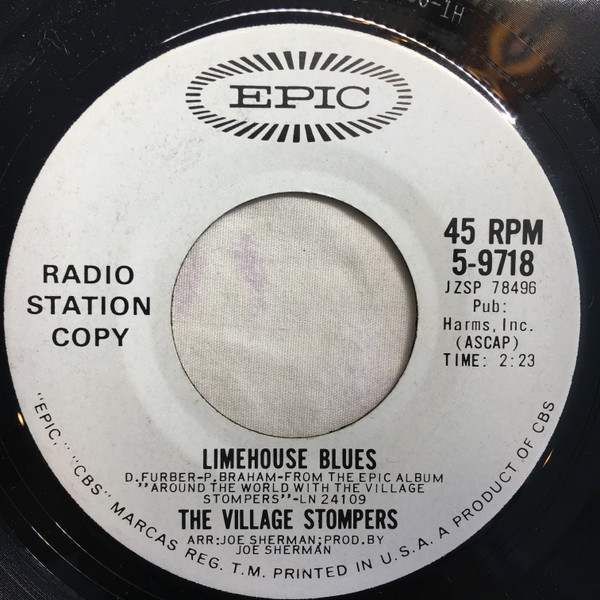 EPIC
RADIO
STATION
COPY
45 RPM
5-9718
JZSP 78496
Pub:
Harms, Inc.
(ASCAP)
TIME: 2:23
LIMEHOUSE BLUES
D.FURBER-P.BRAHAM-FROM THE EPIC ALBUM
"AROUND THE WORLD WITH THE VILLAGE
STOMPERS"-LN 24109
THE VILLAGE STOMPERS
ARR:JOE SHERMAN;PROD.BY
JOE SHERMAN
"EPIC," "CBS" MARCAS REG. T.M. PRINTED IN U.S.A. A PRODUCT OF CBS